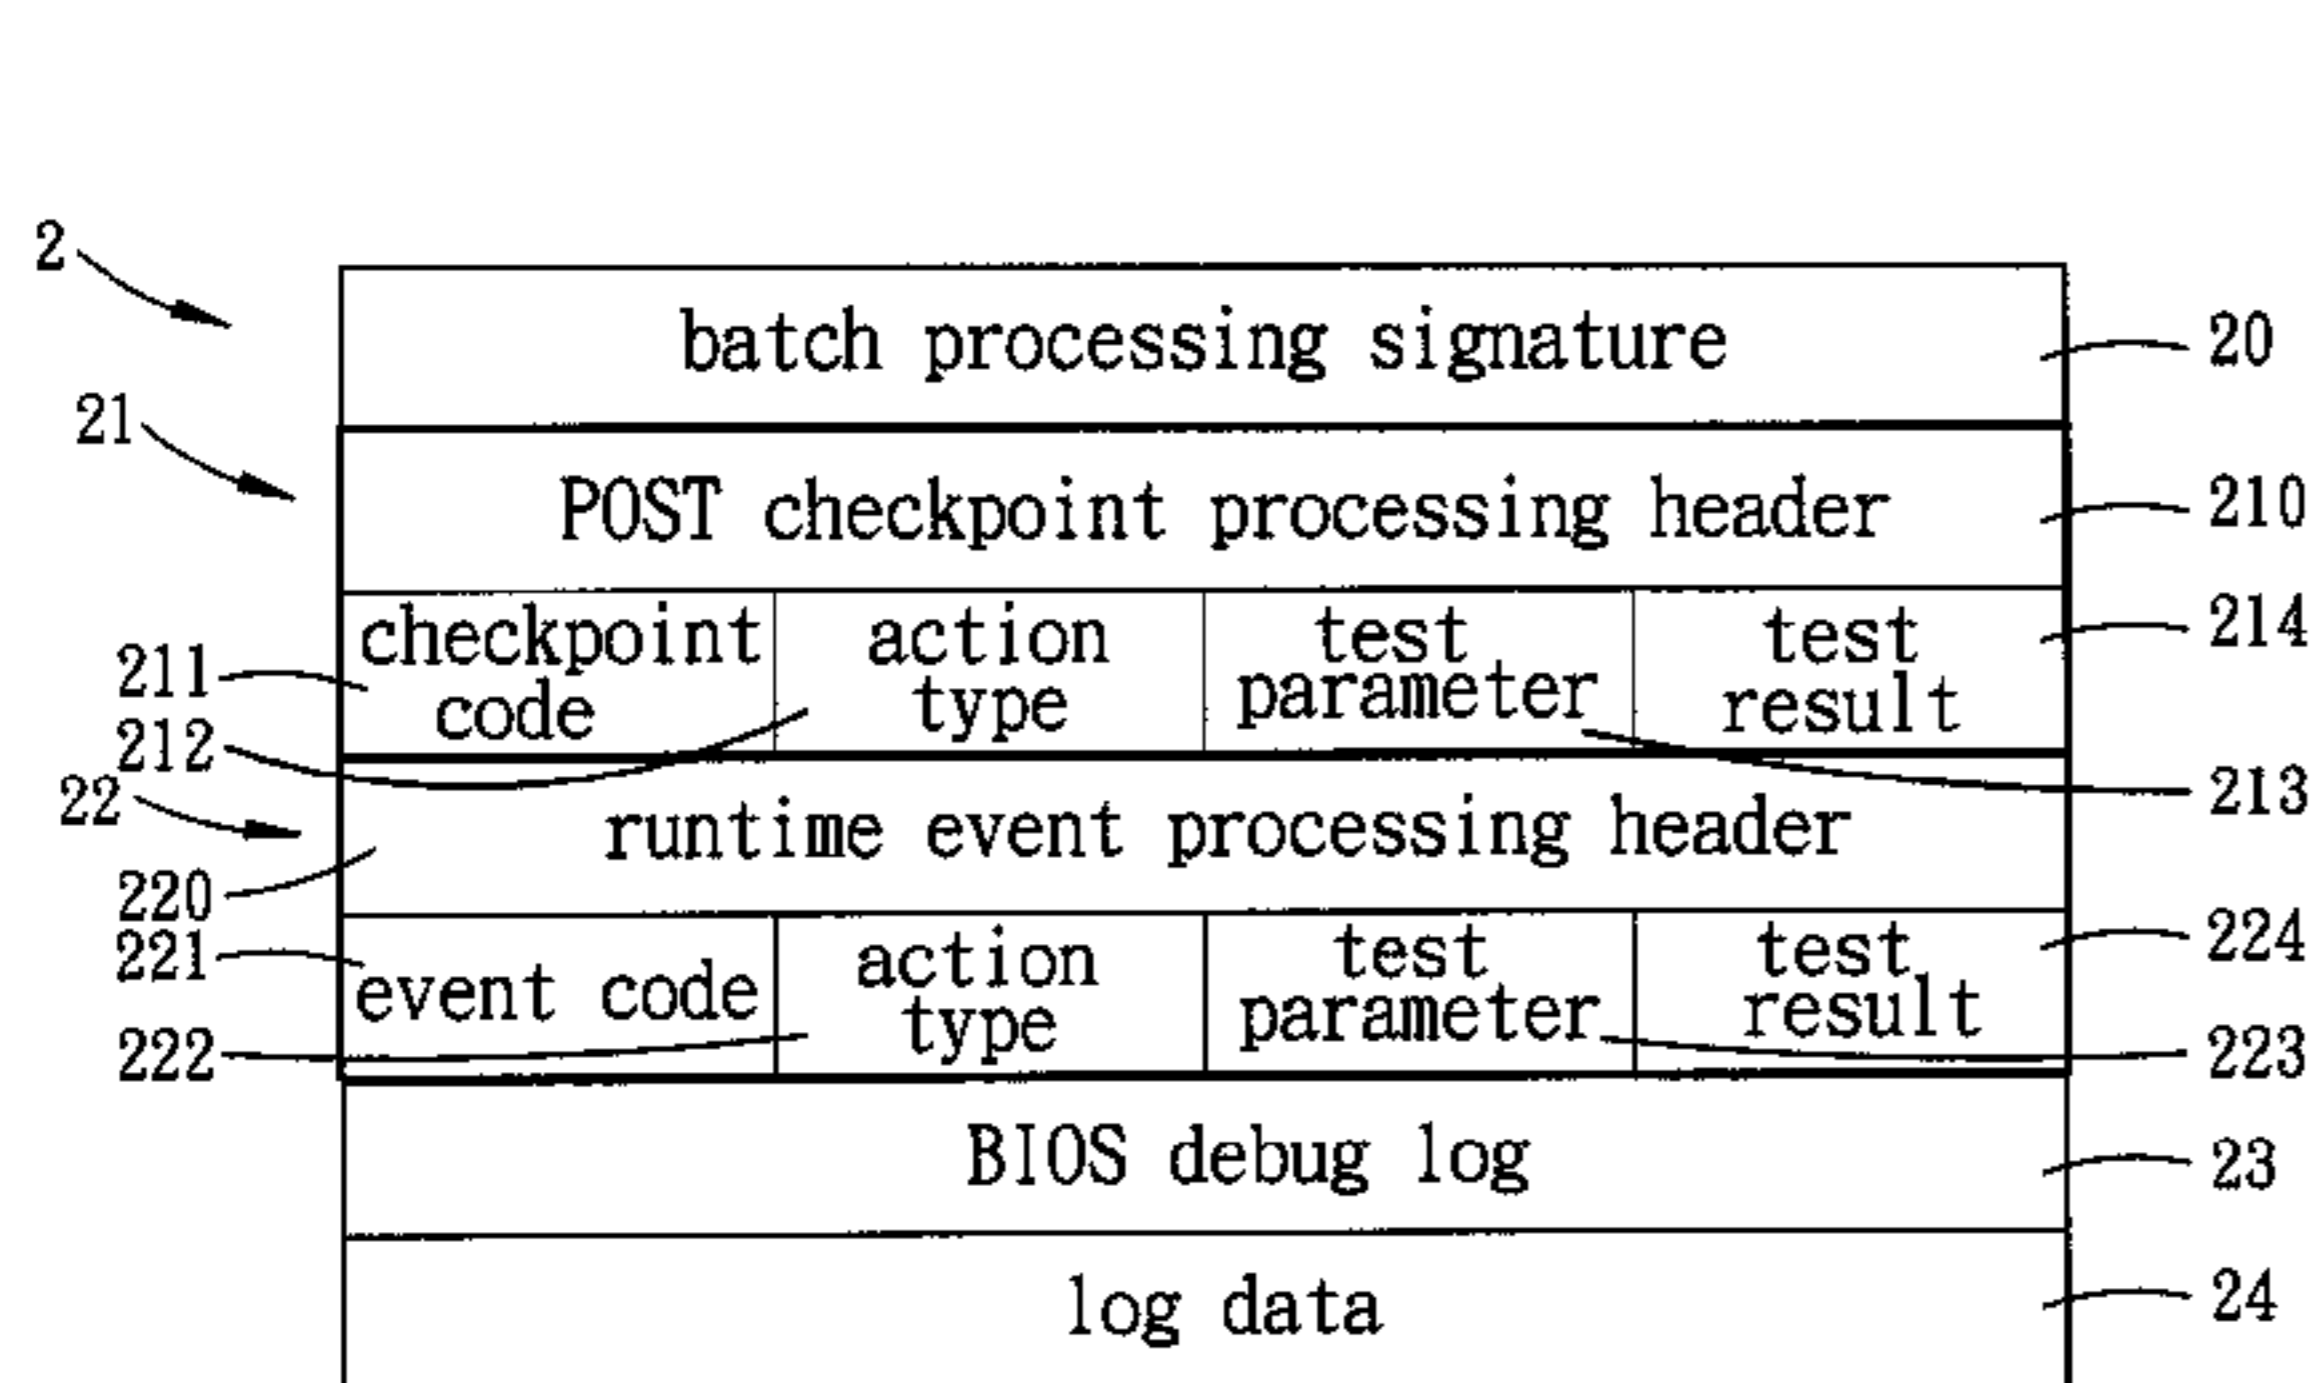 2
batch processing signature
20
21
POST checkpoint processing header
210
checkpoint
code
action
type
test
parameter
test
result
214
211
212
213
22
runtime event processing header
220
event code
action
type
test
parameter
test
result
224
221
222
223
BIOS debug log
23
log data
24